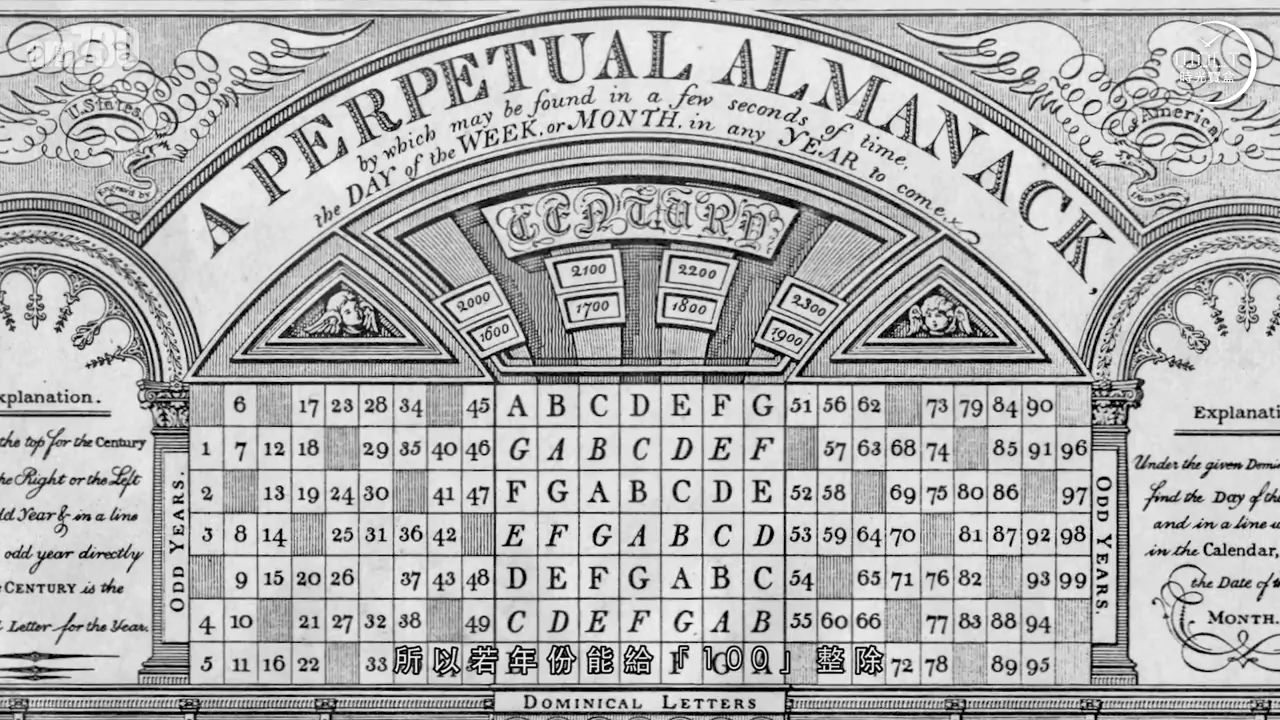 A PERPETUAL ALMANACK,
by which may be found in a few seconds of time,
the DAY of the WEEK, or MONTH, in any YEAR to come
U.States.
America
時光寶盒
CENTURY
2000 2100 2200 2300
1600 1700 1800 1900
6 17 23 28 34 45 A B C D E F G 51 56 62 73 79 84 90
1 7 12 18 29 35 40 46 G A B C D E F 57 63 68 74 85 91 96
2 13 19 24 30 41 47 F G A B C D E 52 58 69 75 80 86 97
3 8 14 25 31 36 42 E F G A B C D 53 59 64 70 81 87 92 98
9 15 20 26 37 43 48 D E F G A B C 54 65 71 76 82 93 99
4 10 21 27 32 38 49 C D E F G A B 55 60 66 77 83 88 94
5 11 16 22 33 72 78 89 95
ODD YEARS.
ODD YEARS.
DOMINICAL LETTERS
xplanation.
the top for the Century
he Right or the Left
dd Year & in a line
odd year directly
CENTURY is the
l Letter for the Year.
Explanati
Under the given Domi
find the Day of the
and in a line
in the Calendar,
the Date of
MONTH.
所以若年份能給「100」整除